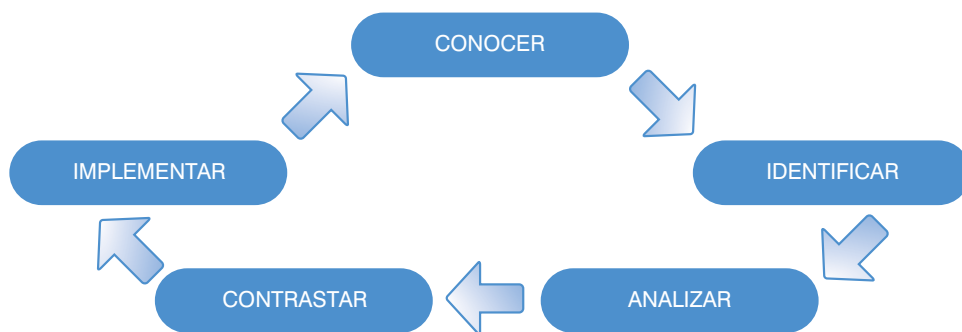 CONOCER
IDENTIFICAR
ANALIZAR
CONTRASTAR
IMPLEMENTAR